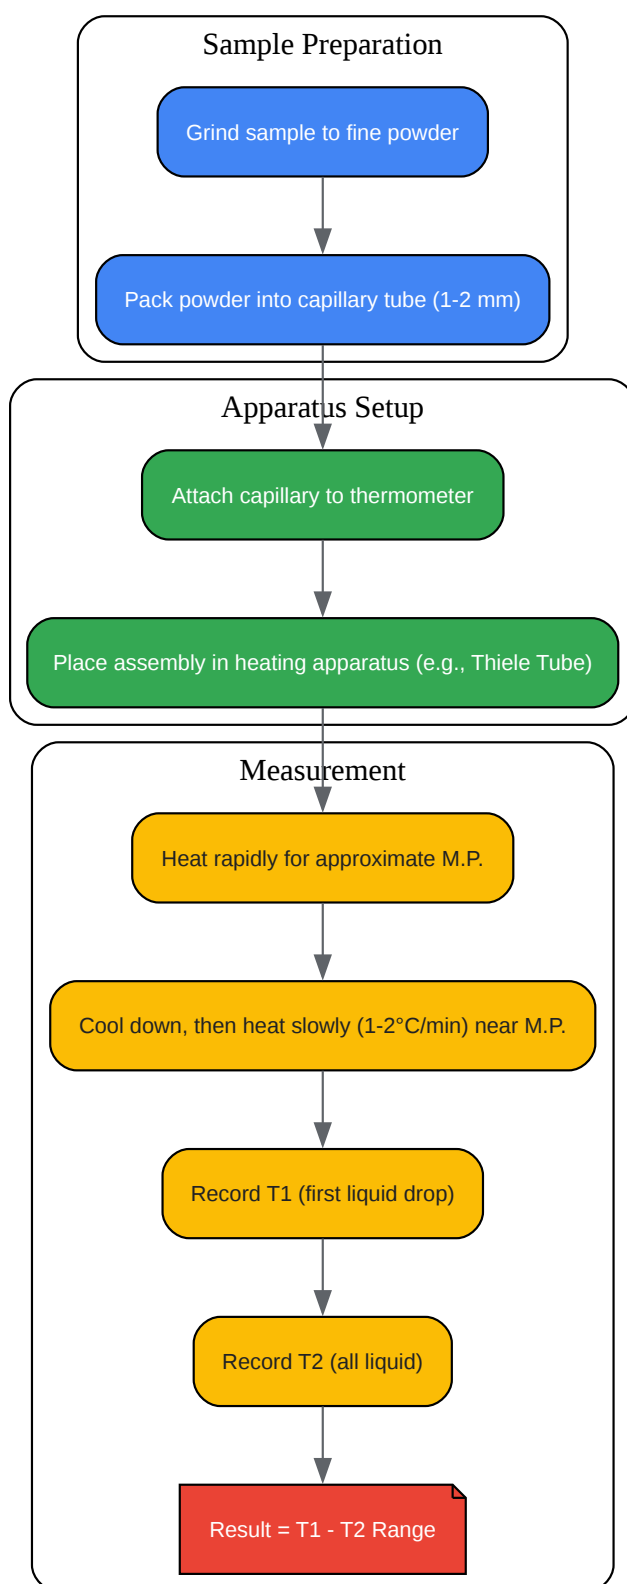 Sample Preparation
Grind sample to fine powder
Pack powder into capillary tube (1-2 mm)
Apparatus Setup
Attach capillary to thermometer
Place assembly in heating apparatus (e.g., Thiele Tube)
Measurement
Heat rapidly for approximate M.P.
Cool down, then heat slowly (1-2°C/min) near M.P.
Record T1 (first liquid drop)
Record T2 (all liquid)
Result = T1 - T2 Range